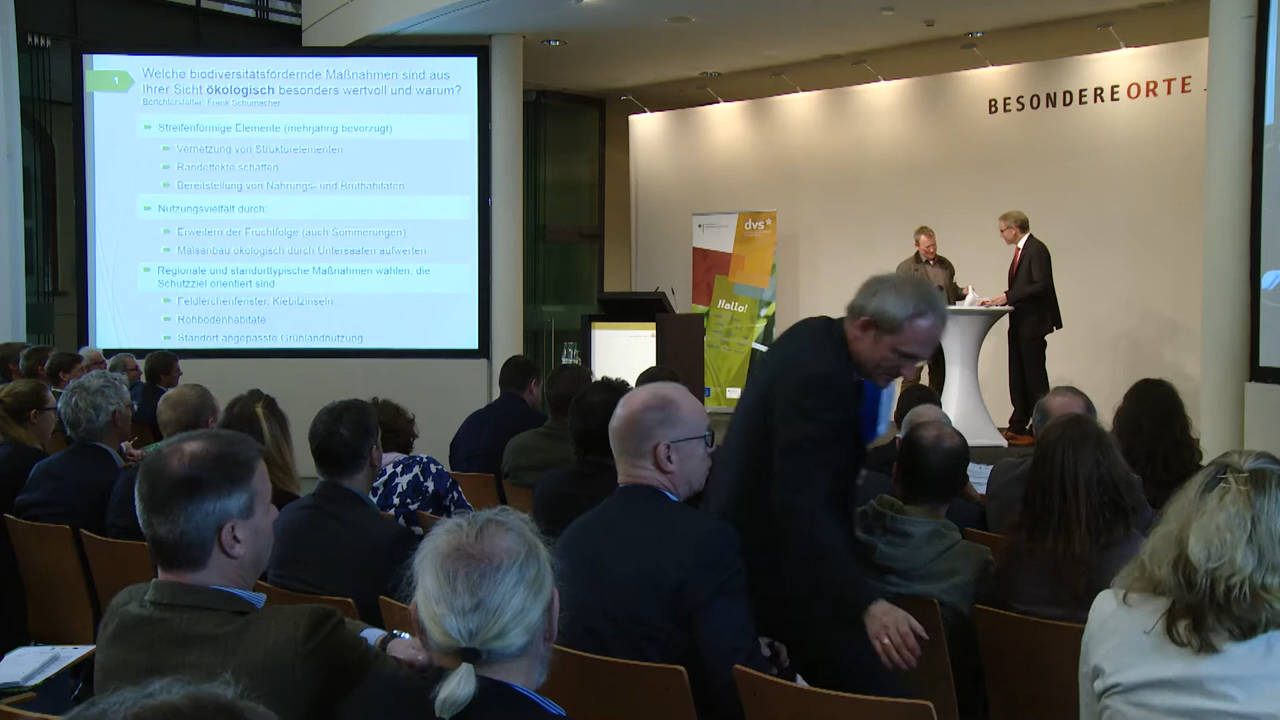 1
Welche biodiversitätsfördernde Maßnahmen sind aus
Ihrer Sicht ökologisch besonders wertvoll und warum?
Berichterstatter: Frank Schumacher
Streifenförmige Elemente (mehrjährig bevorzugt)
Vernetzung von Strukturelementen
Randeffekte schaffen
Bereitstellung von Nahrungs- und Bruthabitaten
Nutzungsvielfalt durch:
Erweitern der Fruchtfolge (auch Sommerungen)
Maisanbau ökologisch durch Untersaaten aufwerten
Regionale und standorttypische Maßnahmen wählen, die
Schutzziel orientiert sind
Feldlerchenfenster, Kiebitzinseln
Rohbodenhabitate
Standort angepasste Grünlandnutzung
BESONDERE ORTE
dvs
Hallo!